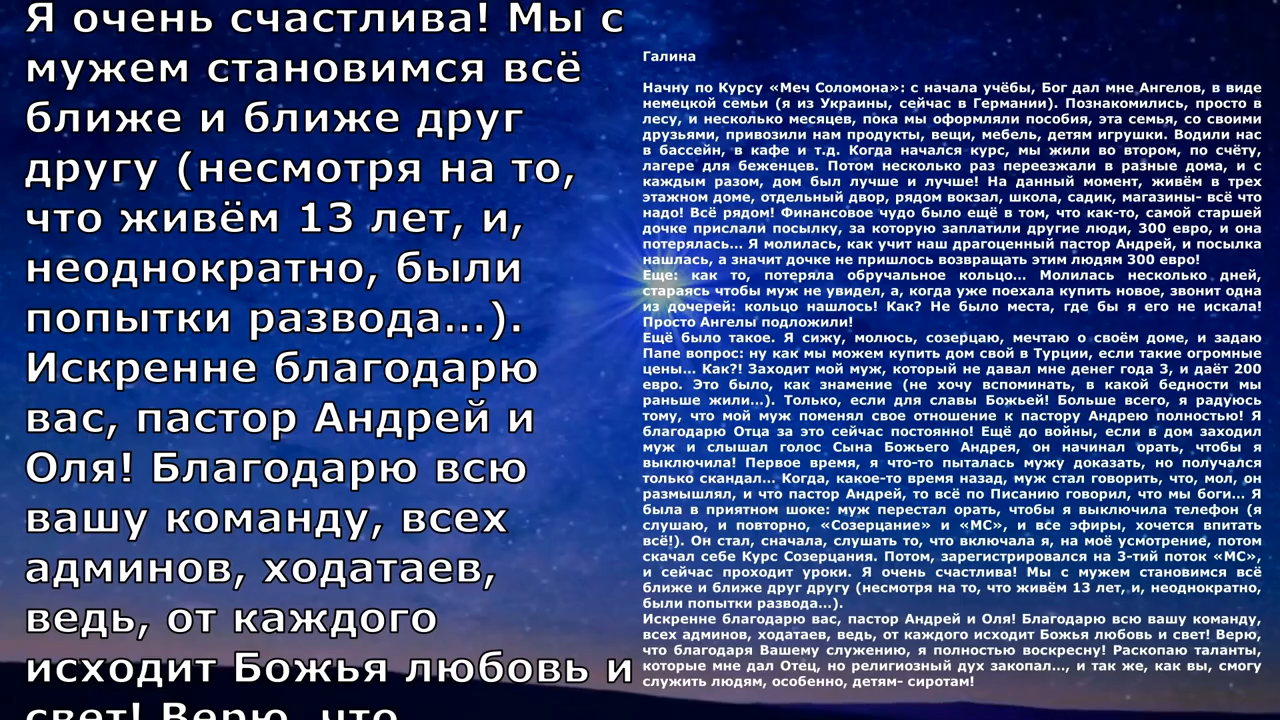 Я очень счастлива! Мы с
мужем становимся всё
ближе и ближе друг
другу (несмотря на то,
что живём 13 лет, и,
неоднократно, были
попытки развода...).
Искренне благодарю
вас, пастор Андрей и
Оля! Благодарю всю
вашу команду, всех
админов, ходатаев,
ведь, от каждого
исходит Божья любовь и
свет! Верю, что
Галина
Начну по Курсу «Меч Соломона»: с начала учёбы, Бог дал мне Ангелов, в виде
немецкой семьи (я из Украины, сейчас в Германии). Познакомились, просто в
лесу, и несколько месяцев, пока мы оформляли пособия, эта семья, со своими
друзьями, привозили нам продукты, вещи, мебель, детям игрушки. Водили нас
в бассейн, в кафе и т.д. Когда начался курс, мы жили во втором, по счёту,
лагере для беженцев. Потом несколько раз переезжали в разные дома, и с
каждым разом, дом был лучше и лучше! На данный момент, живём в трех
этажном доме, отдельный двор, рядом вокзал, школа, садик, магазины- всё что
надо! Всё рядом! Финансовое чудо было ещё в том, что как-то, самой старшей
дочке прислали посылку, за которую заплатили другие люди, 300 евро, и она
потерялась... Я молилась, как учит наш драгоценный пастор Андрей, и посылка
нашлась, а значит дочке не пришлось возвращать этим людям 300 евро!
Еще: как то, потеряла обручальное кольцо... Молилась несколько дней,
стараясь чтобы муж не увидел, а, когда уже поехала купить новое, звонит одна
из дочерей: кольцо нашлось! Как? Не было места, где бы я его не искала!
Просто Ангелы подложили!
Ещё было такое. Я сижу, молюсь, созерцаю, мечтаю о своём доме, и задаю
Папе вопрос: ну как мы можем купить дом свой в Турции, если такие огромные
цены... Как?! Заходит мой муж, который не давал мне денег года 3, и даёт 200
евро. Это было, как знамение (не хочу вспоминать, в какой бедности мы
раньше жили...). Только, если для славы Божьей! Больше всего, я радуюсь
тому, что мой муж поменял свое отношение к пастору Андрею полностью! Я
благодарю Отца за это сейчас постоянно! Ещё до войны, если в дом заходил
муж и слышал голос Сына Божьего Андрея, он начинал орать, чтобы я
выключила! Первое время, я что-то пыталась мужу доказать, но получался
только скандал... Когда, какое-то время назад, муж стал говорить, что, мол, он
размышлял, и что пастор Андрей, то всё по Писанию говорил, что мы боги... Я
была в приятном шоке: муж перестал орать, чтобы я выключила телефон (я
слушаю, и повторно, «Созерцание» и «МС», и все эфиры, хочется впитать
всё!). Он стал, сначала, слушать то, что включала я, на моё усмотрение, потом
скачал себе Курс Созерцания. Потом, зарегистрировался на 3-тий поток «МС»,
и сейчас проходит уроки. Я очень счастлива! Мы с мужем становимся всё
ближе и ближе друг другу (несмотря на то, что живём 13 лет, и, неоднократно,
были попытки развода...).
Искренне благодарю вас, пастор Андрей и Оля! Благодарю всю вашу команду,
всех админов, ходатаев, ведь, от каждого исходит Божья любовь и свет! Верю,
что благодаря Вашему служению, я полностью воскресну! Раскопаю таланты,
которые мне дал Отец, но религиозный дух закопал..., и так же, как вы, смогу
служить людям, особенно, детям- сиротам!